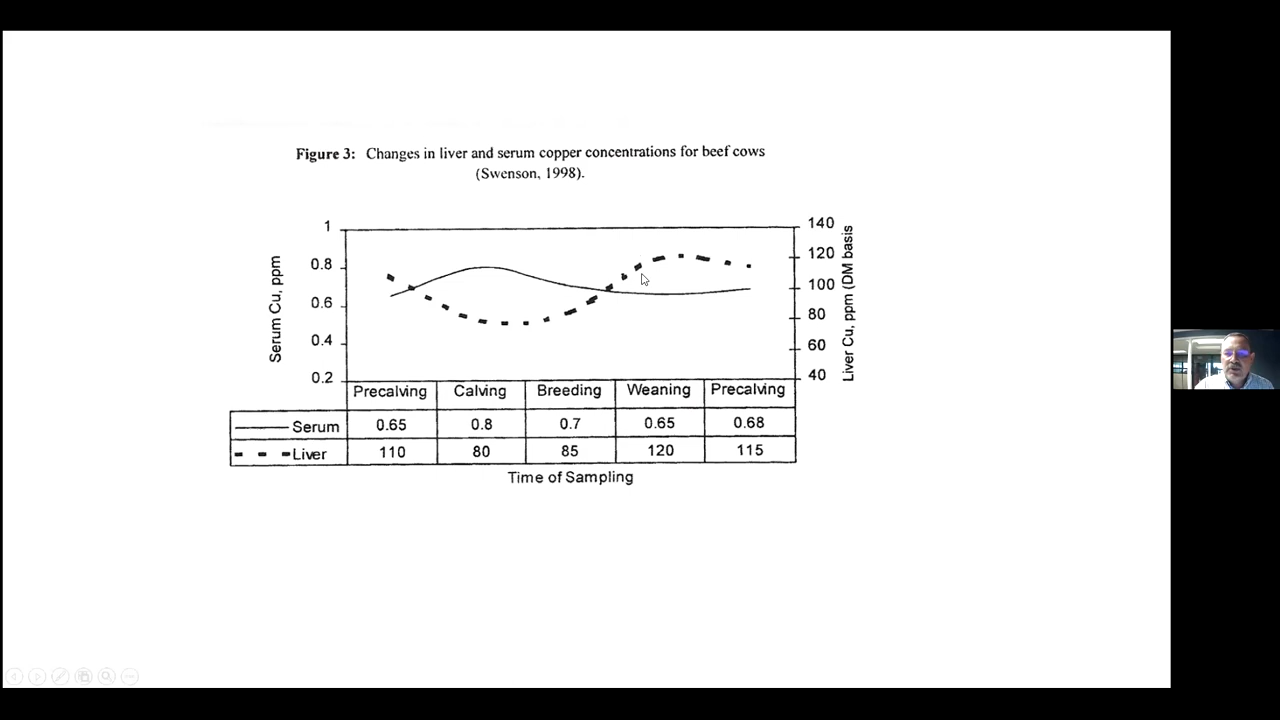 Figure 3: Changes in liver and serum copper concentrations for beef cows
(Swenson, 1998).
Serum Cu, ppm
1
0.8
0.6
0.4
0.2
140
120
100
80
60
40
Liver Cu, ppm (DM basis
Precalving Calving Breeding Weaning Precalving
Serum 0.65 0.8 0.7 0.65 0.68
Liver 110 80 85 120 115
Time of Sampling